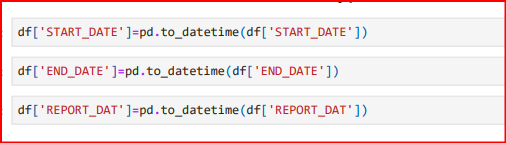 df['START_DATE']=pd.to_datetime(df['START_DATE'])
df['END_DATE']=pd.to_datetime(df['END_DATE'])
df['REPORT_DAT']=pd.to_datetime(df['REPORT_DAT'])